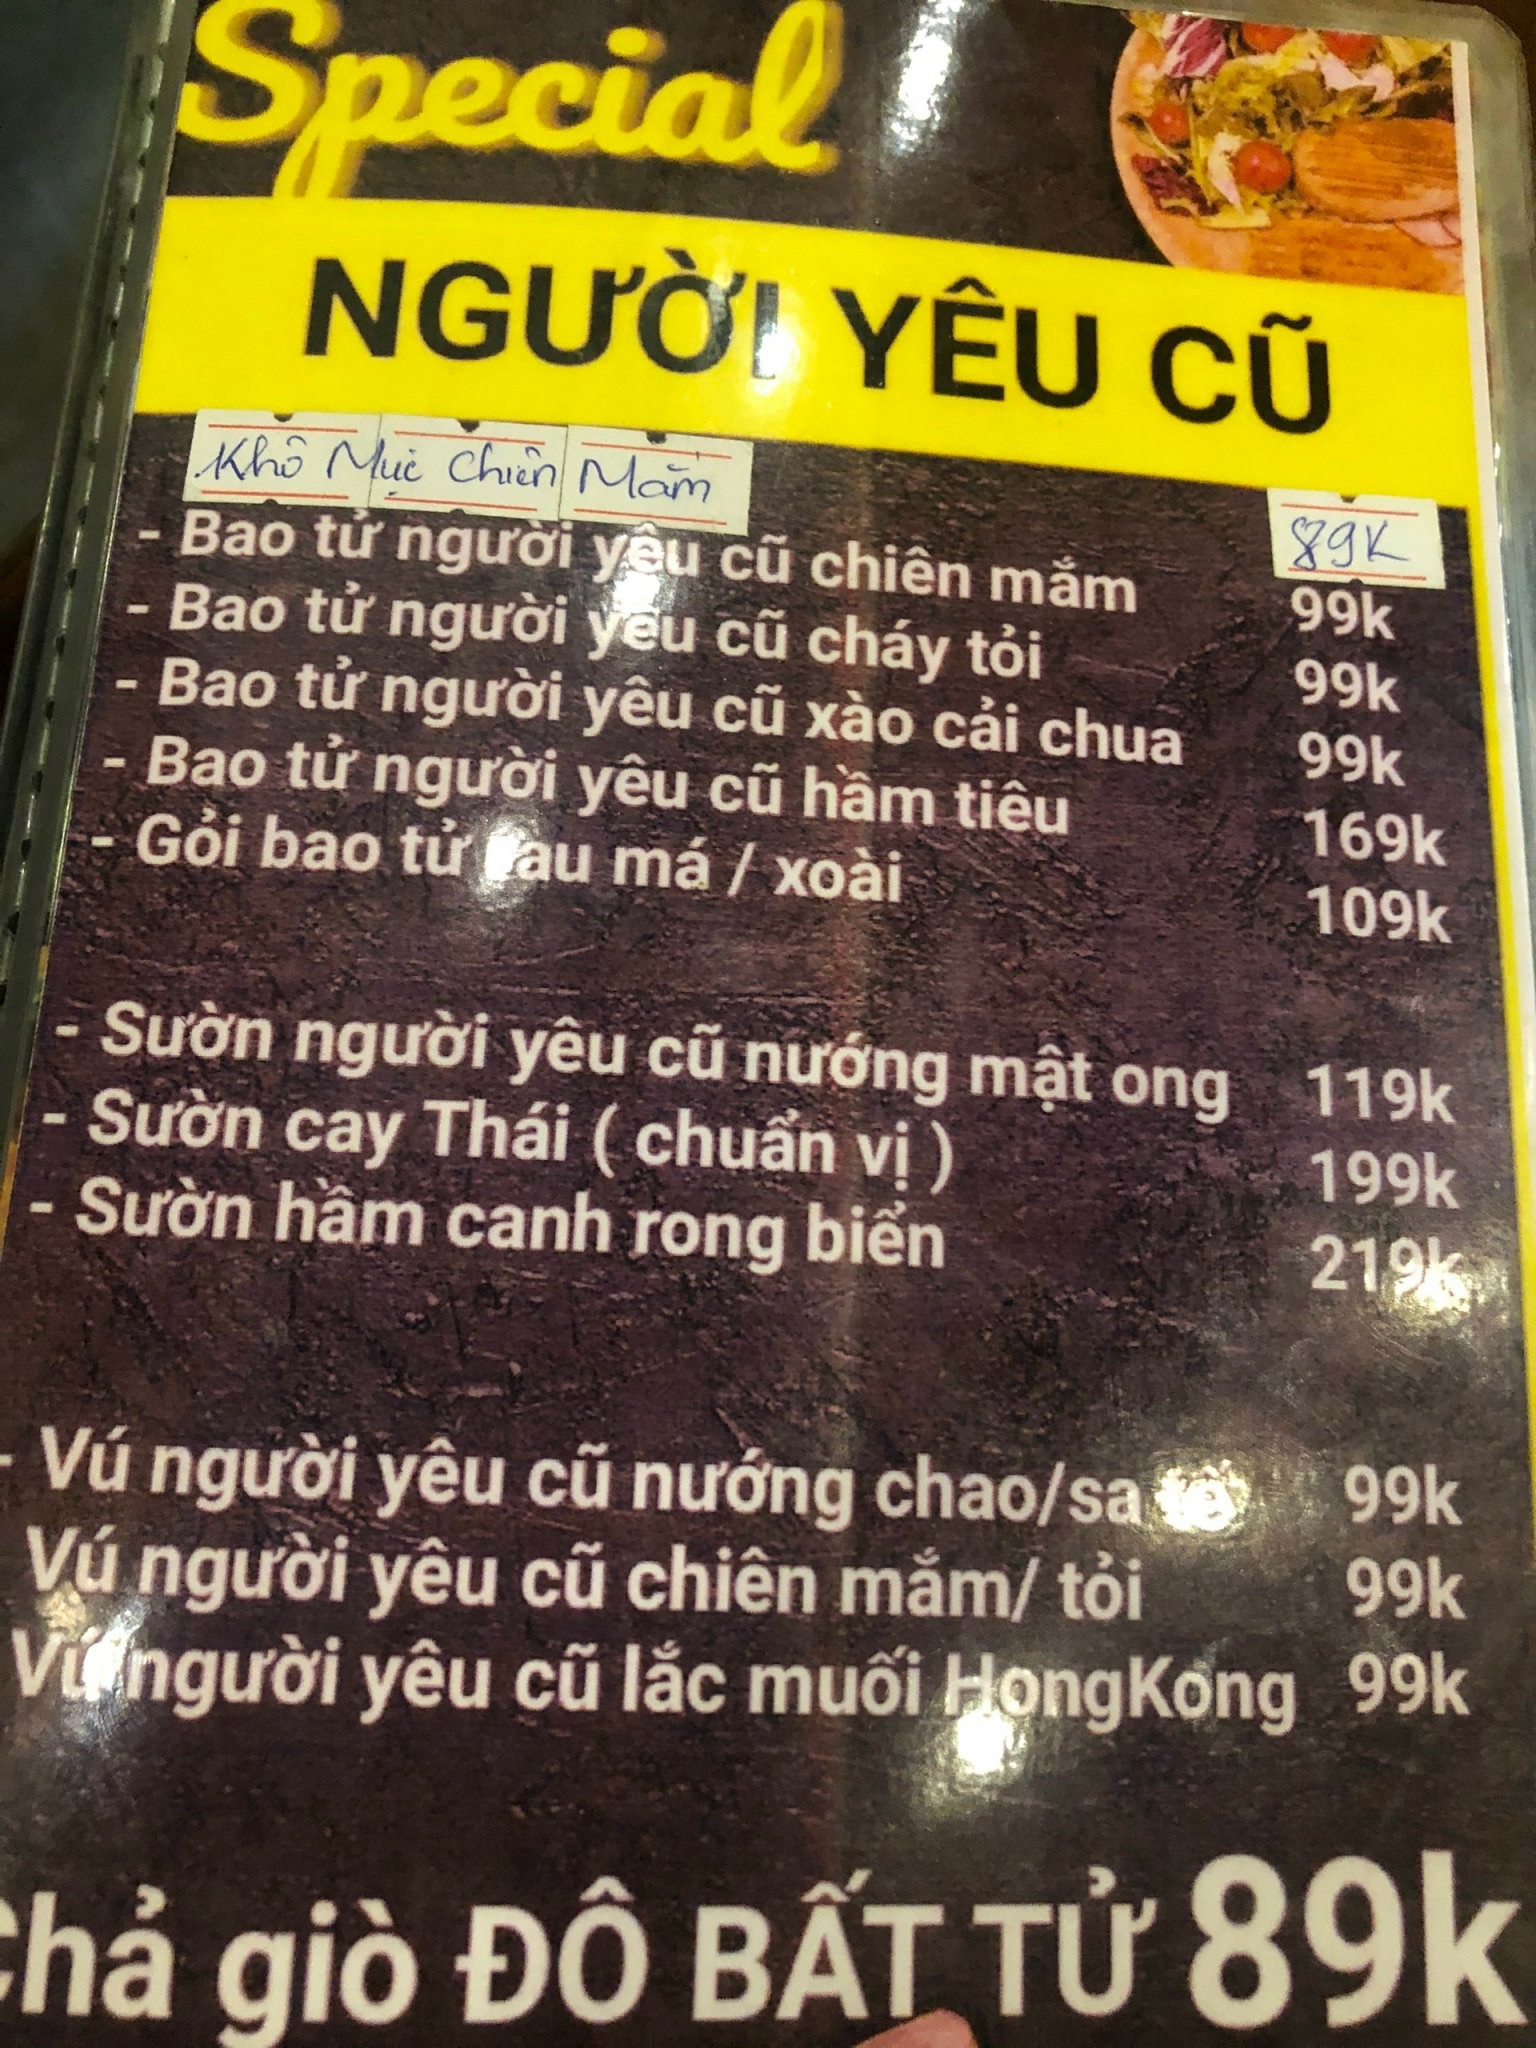 Special
NGƯỜI YÊU CŨ
Khô Mực Chiên Mắm 89K
- Bao tử người yêu cũ chiên mắm 99k
- Bao tử người yêu cũ cháy tỏi 99k
- Bao tử người yêu cũ xào cải chua 99k
- Bao tử người yêu cũ hầm tiêu 169k
- Gỏi bao tử rau má / xoài 109k
- Sườn người yêu cũ nướng mật ong 119k
- Sườn cay Thái ( chuẩn vị ) 199k
- Sườn hầm canh rong biển 219k
- Vú người yêu cũ nướng chao/sa tế 99k
Vú người yêu cũ chiên mắm/ tỏi 99k
Vú người yêu cũ lắc muối HongKong 99k
Chả giò ĐÔ BẤT TỬ 89k